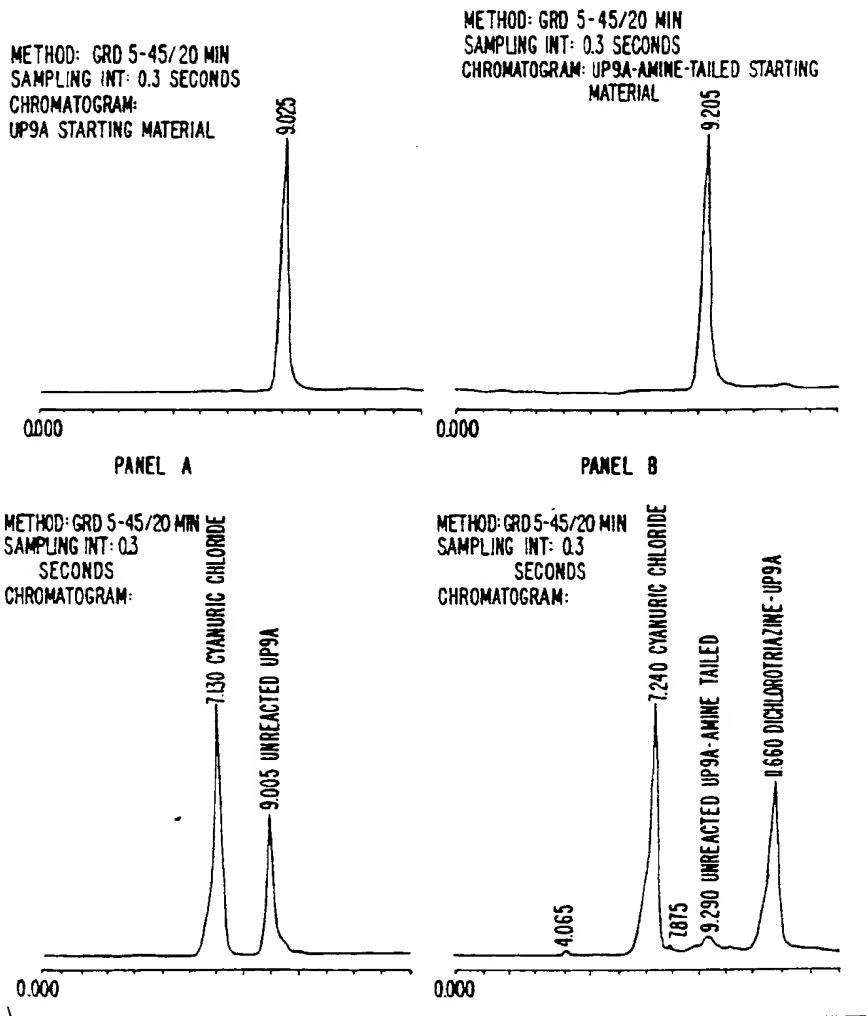 METHOD: GRD 5-45/20 MIN
SAMPLING INT: 0.3 SECONDS
CHROMATOGRAM:
UP9A STARTING MATERIAL
9.025
0.000
PANEL A
METHOD: GRD 5-45/20 MIN
SAMPLING INT: 0.3 SECONDS
CHROMATOGRAM: UP9A-AMINE-TAILED STARTING
MATERIAL
9.205
0.000
PANEL B
METHOD: GRD 5-45/20 MIN
SAMPLING INT: 0.3
SECONDS
CHROMATOGRAM:
7.130 CYANURIC CHLORIDE
9.005 UNREACTED UP9A
0.000
METHOD: GRD 5-45/20 MIN
SAMPLING INT: 0.3
SECONDS
CHROMATOGRAM:
4.065
7.240 CYANURIC CHLORIDE
7.875
9.290 UNREACTED UP9A-AMINE TAILED
11.660 DICHLOROTRIAZINE-UP9A
0.000